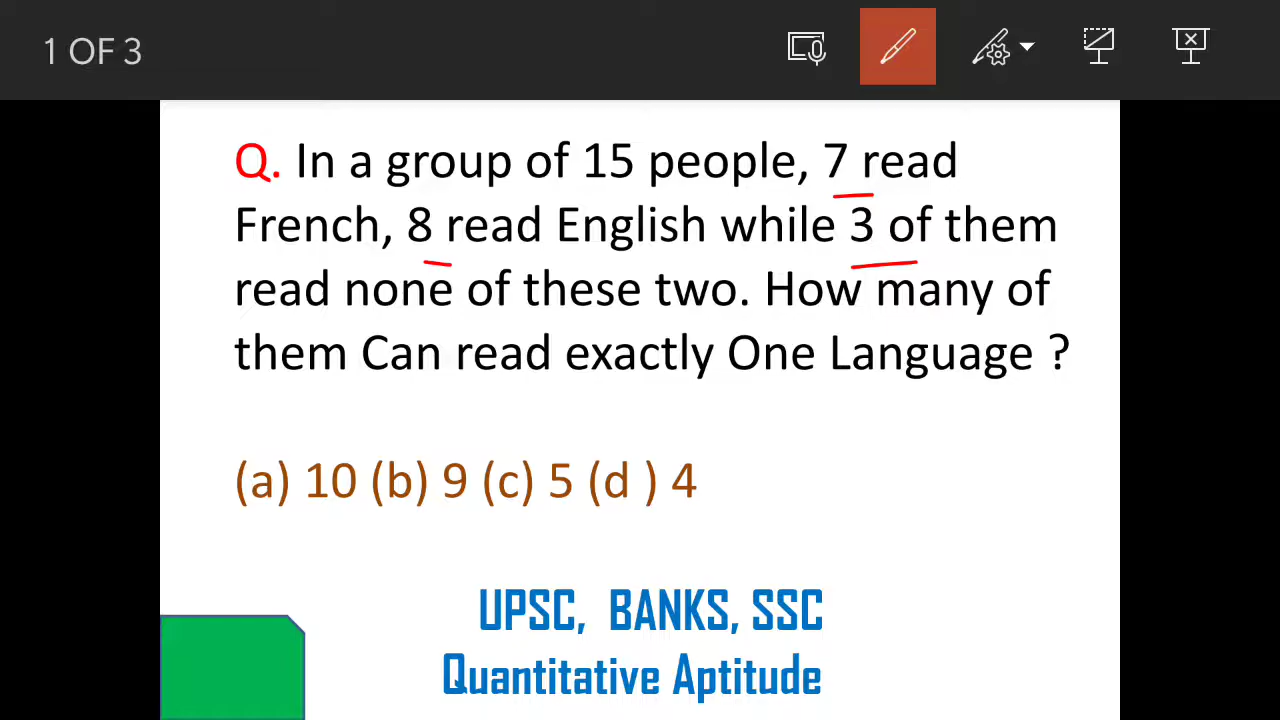 1 OF 3
Q. In a group of 15 people, 7 read
French, 8 read English while 3 of them
read none of these two. How many of
them Can read exactly One Language ?
(a) 10 (b) 9 (c) 5 (d ) 4
UPSC, BANKS, SSC
Quantitative Aptitude